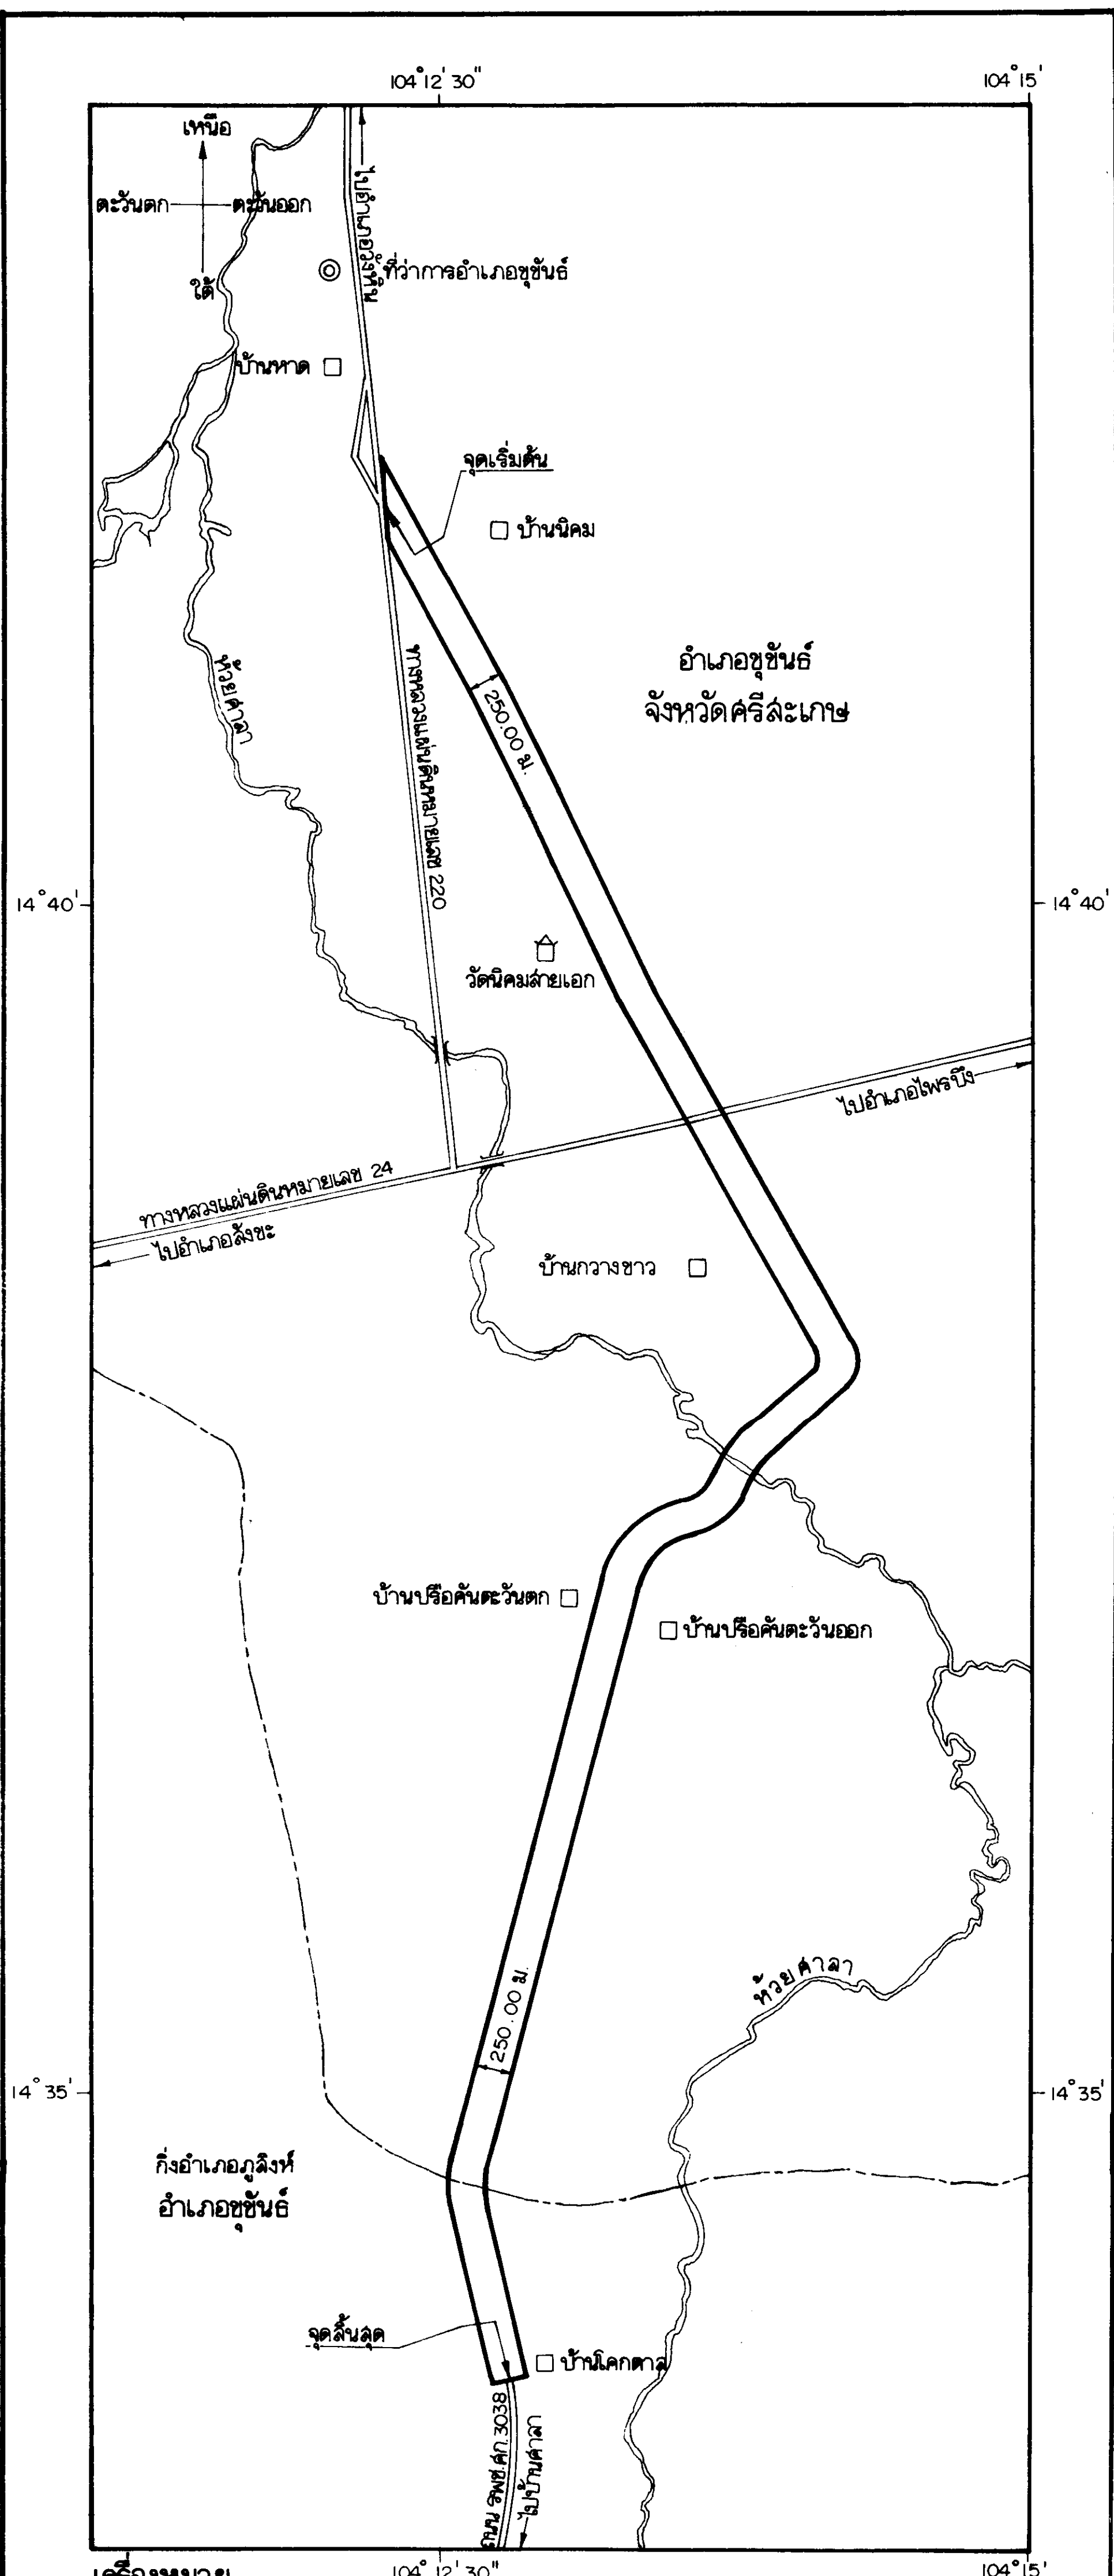 104°12'30"
104°15'
เหนือ
ตะวันตก
ตะวันออก
ใต้
ไปอำเภอวังหิน
ที่ว่าการอำเภอขุขันธ์
บ้านหาด
จุดเริ่มต้น
บ้านนิคม
อำเภอขุขันธ์
จังหวัดศรีสะเกษ
ห้วยศาลา
ทางหลวงแผ่นดินหมายเลข 220
250.00 ม.
14°40'
14°40'
วัดนิคมสายเอก
ไปอำเภอไพรบึง
ทางหลวงแผ่นดินหมายเลข 24
ไปอำเภอสังขะ
บ้านกวางขาว
บ้านปรือคันตะวันตก
บ้านปรือคันตะวันออก
ห้วยศาลา
250.00 ม.
14°35'
14°35'
กิ่งอำเภอภูสิงห์
อำเภอขุขันธ์
จุดสิ้นสุด
บ้านโคกตาล
ถนน รพช.ศก.3038
ไปบ้านศาลา
เครื่องหมาย
104°12'30"
104°15'